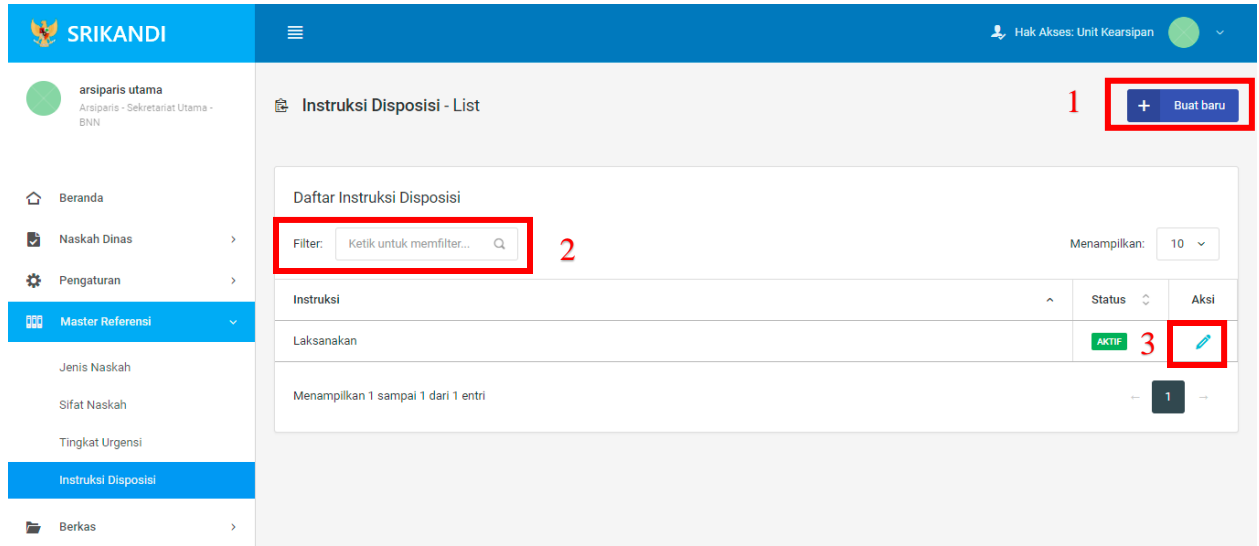 SRIKANDI
Hak Akses: Unit Kearsipan
arsiparis utama
Arsiparis - Sekretariat Utama -
BNN
Instruksi Disposisi - List
1
+ Buat baru
Beranda
Naskah Dinas
Pengaturan
Master Referensi
Jenis Naskah
Sifat Naskah
Tingkat Urgensi
Instruksi Disposisi
Berkas
Daftar Instruksi Disposisi
Filter: Ketik untuk memfilter...
2
Menampilkan: 10
Instruksi Status Aksi
Laksanakan AKTIF 3
Menampilkan 1 sampai 1 dari 1 entri
← 1 →